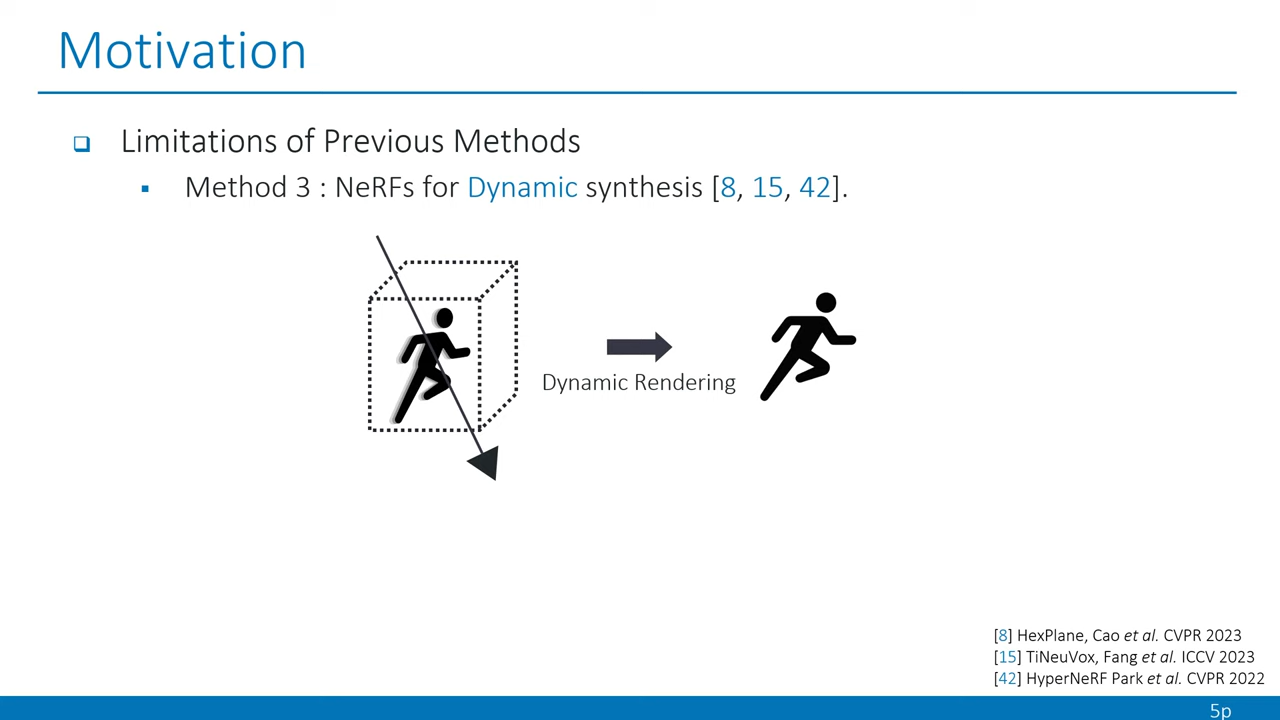 Motivation
Limitations of Previous Methods
Method 3 : NeRFs for Dynamic synthesis [8, 15, 42].
Dynamic Rendering
[8] HexPlane, Cao et al. CVPR 2023
[15] TiNeuVox, Fang et al. ICCV 2023
[42] HyperNeRF Park et al. CVPR 2022
5p